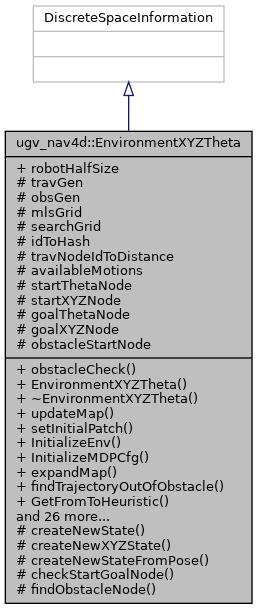 DiscreteSpaceInformation
ugv_nav4d::EnvironmentXYZTheta
+ robotHalfSize
# travGen
# obsGen
# mlsGrid
# searchGrid
# idToHash
# travNodeIdToDistance
# availableMotions
# startThetaNode
# startXYZNode
# goalThetaNode
# goalXYZNode
# obstacleStartNode
+ obstacleCheck()
+ EnvironmentXYZTheta()
+ ~EnvironmentXYZTheta()
+ updateMap()
+ setInitialPatch()
+ InitializeEnv()
+ InitializeMDPCfg()
+ expandMap()
+ findTrajectoryOutOfObstacle()
+ GetFromToHeuristic()
and 26 more...
# createNewState()
# createNewXYZState()
# createNewStateFromPose()
# checkStartGoalNode()
# findObstacleNode()